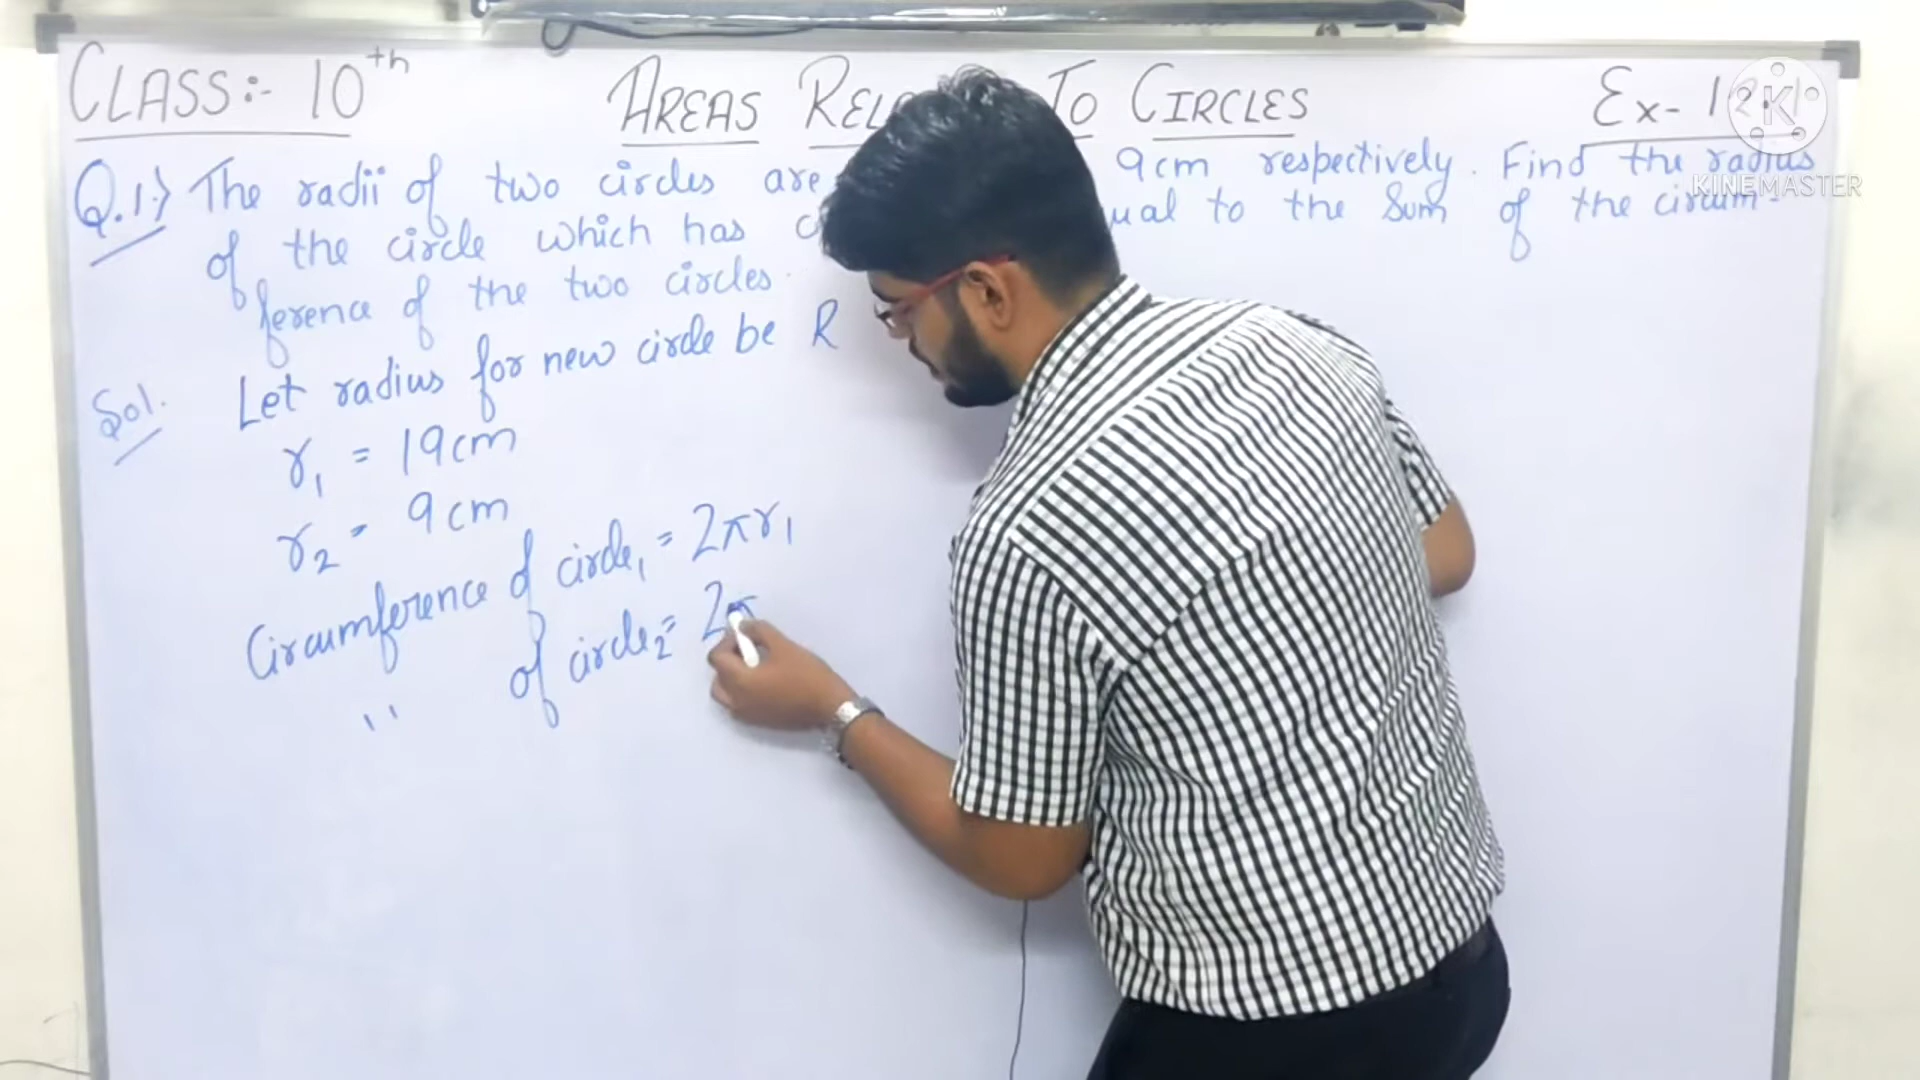 CLASS:- 10th
AREAS REL TO CIRCLES
Ex- 12.1
K
KINEMASTER
Q.1) The radii of two circles are 9cm respectively. Find the radius
of the circle which has c ual to the Sum of the circum-
ference of the two circles.
Sol. Let radius for new circle be R
r1 = 19cm
r2 = 9cm
Circumference of circle1 = 2πr1
" of circle2 = 2π